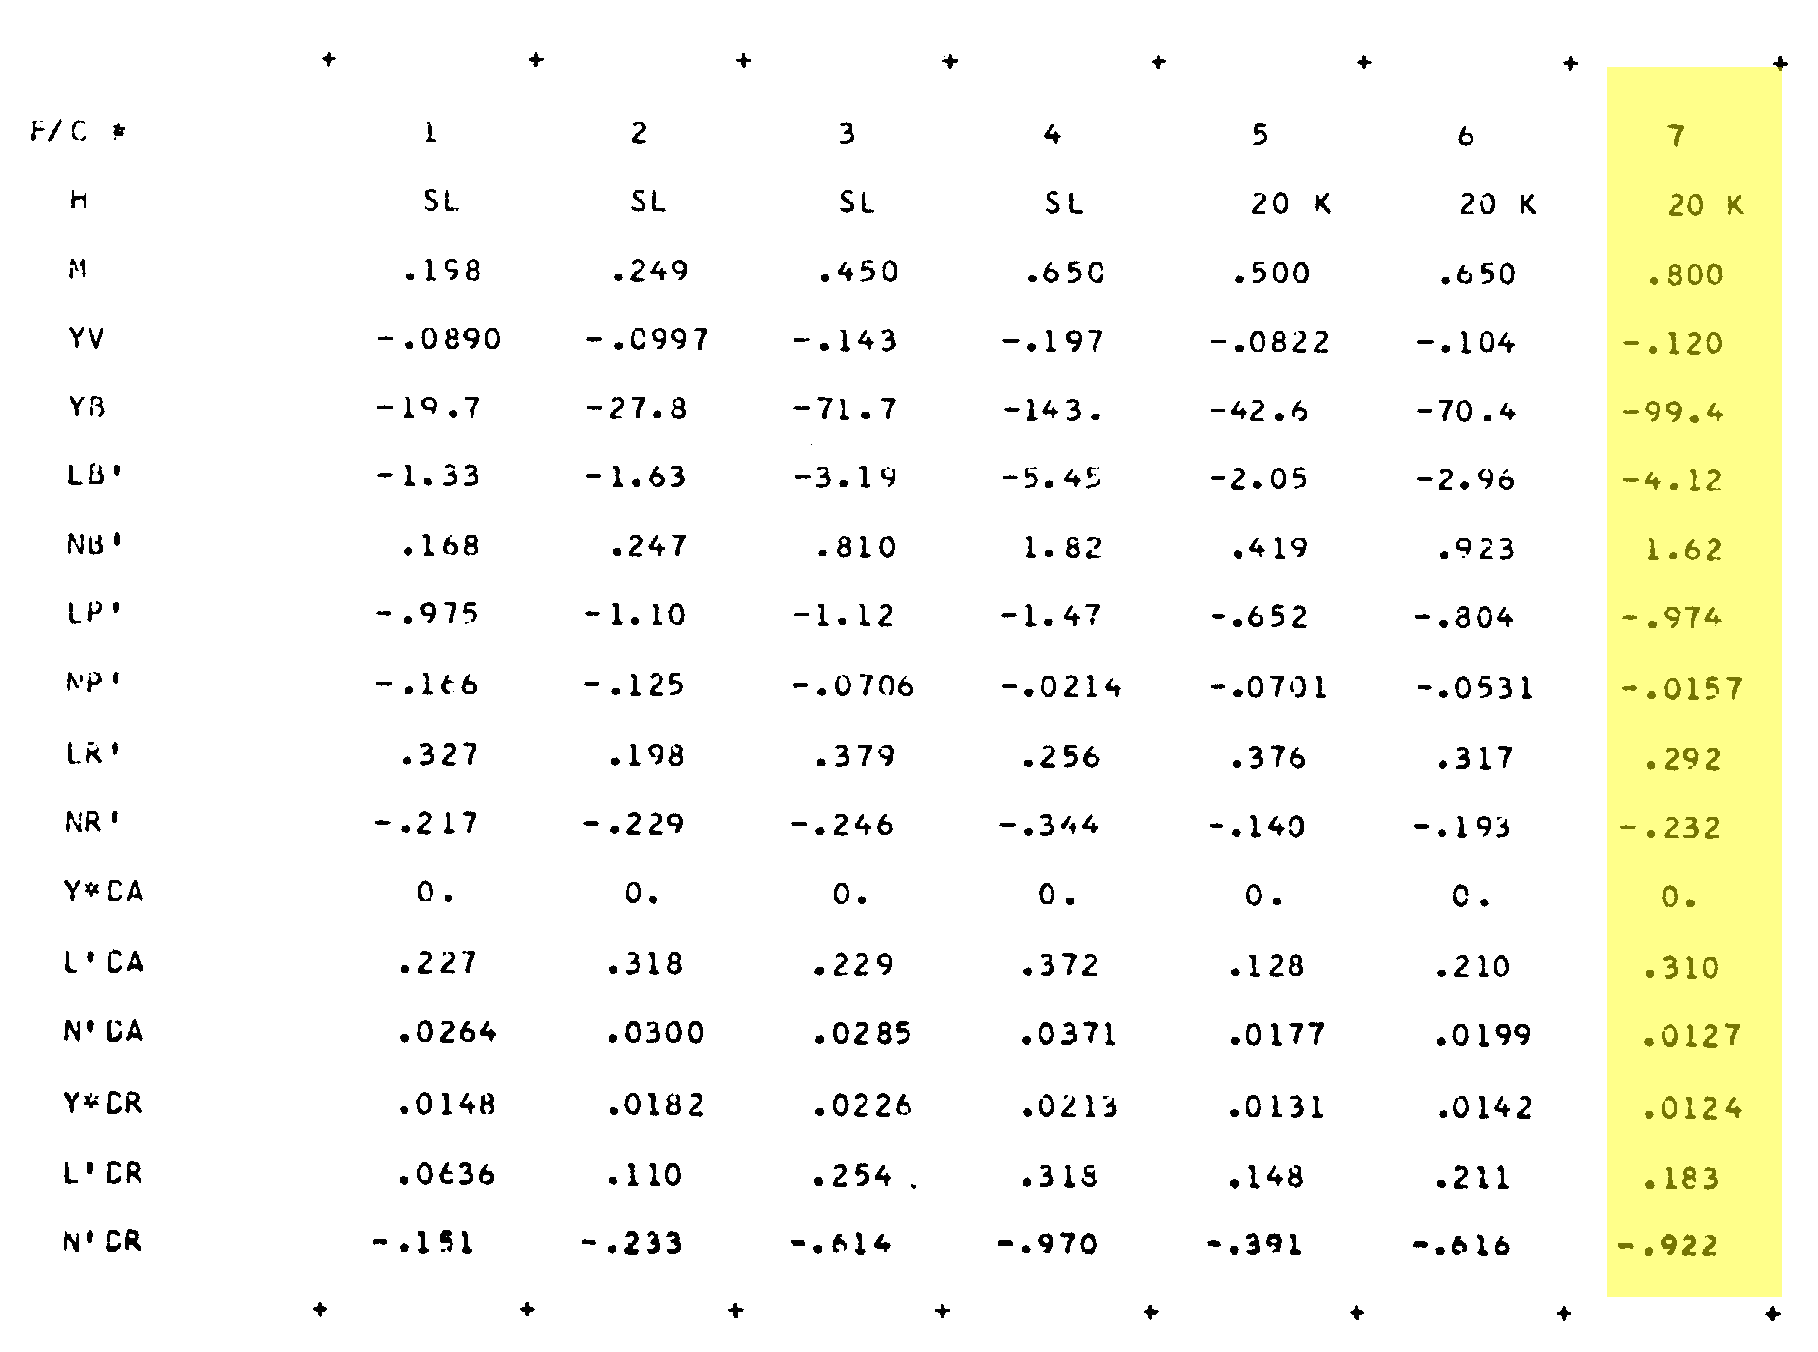 F/C # 1 2 3 4 5 6 7
H SL SL SL SL 20 K 20 K 20 K
M .198 .249 .450 .650 .500 .650 .800
YV -.0890 -.0997 -.143 -.197 -.0822 -.104 -.120
YB -19.7 -27.8 -71.7 -143. -42.6 -70.4 -99.4
LB' -1.33 -1.63 -3.19 -5.45 -2.05 -2.96 -4.12
NB' .168 .247 .810 1.82 .419 .923 1.62
LP' -.975 -1.10 -1.12 -1.47 -.652 -.804 -.974
NP' -.166 -.125 -.0706 -.0214 -.0701 -.0531 -.0157
LR' .327 .198 .379 .256 .376 .317 .292
NR' -.217 -.229 -.246 -.344 -.140 -.193 -.232
Y*DA 0. 0. 0. 0. 0. 0. 0.
L'DA .227 .318 .229 .372 .128 .210 .310
N'DA .0264 .0300 .0285 .0371 .0177 .0199 .0127
Y*DR .0148 .0182 .0226 .0213 .0131 .0142 .0124
L'DR .0636 .110 .254 .318 .148 .211 .183
N'DR -.151 -.233 -.614 -.970 -.391 -.616 -.922